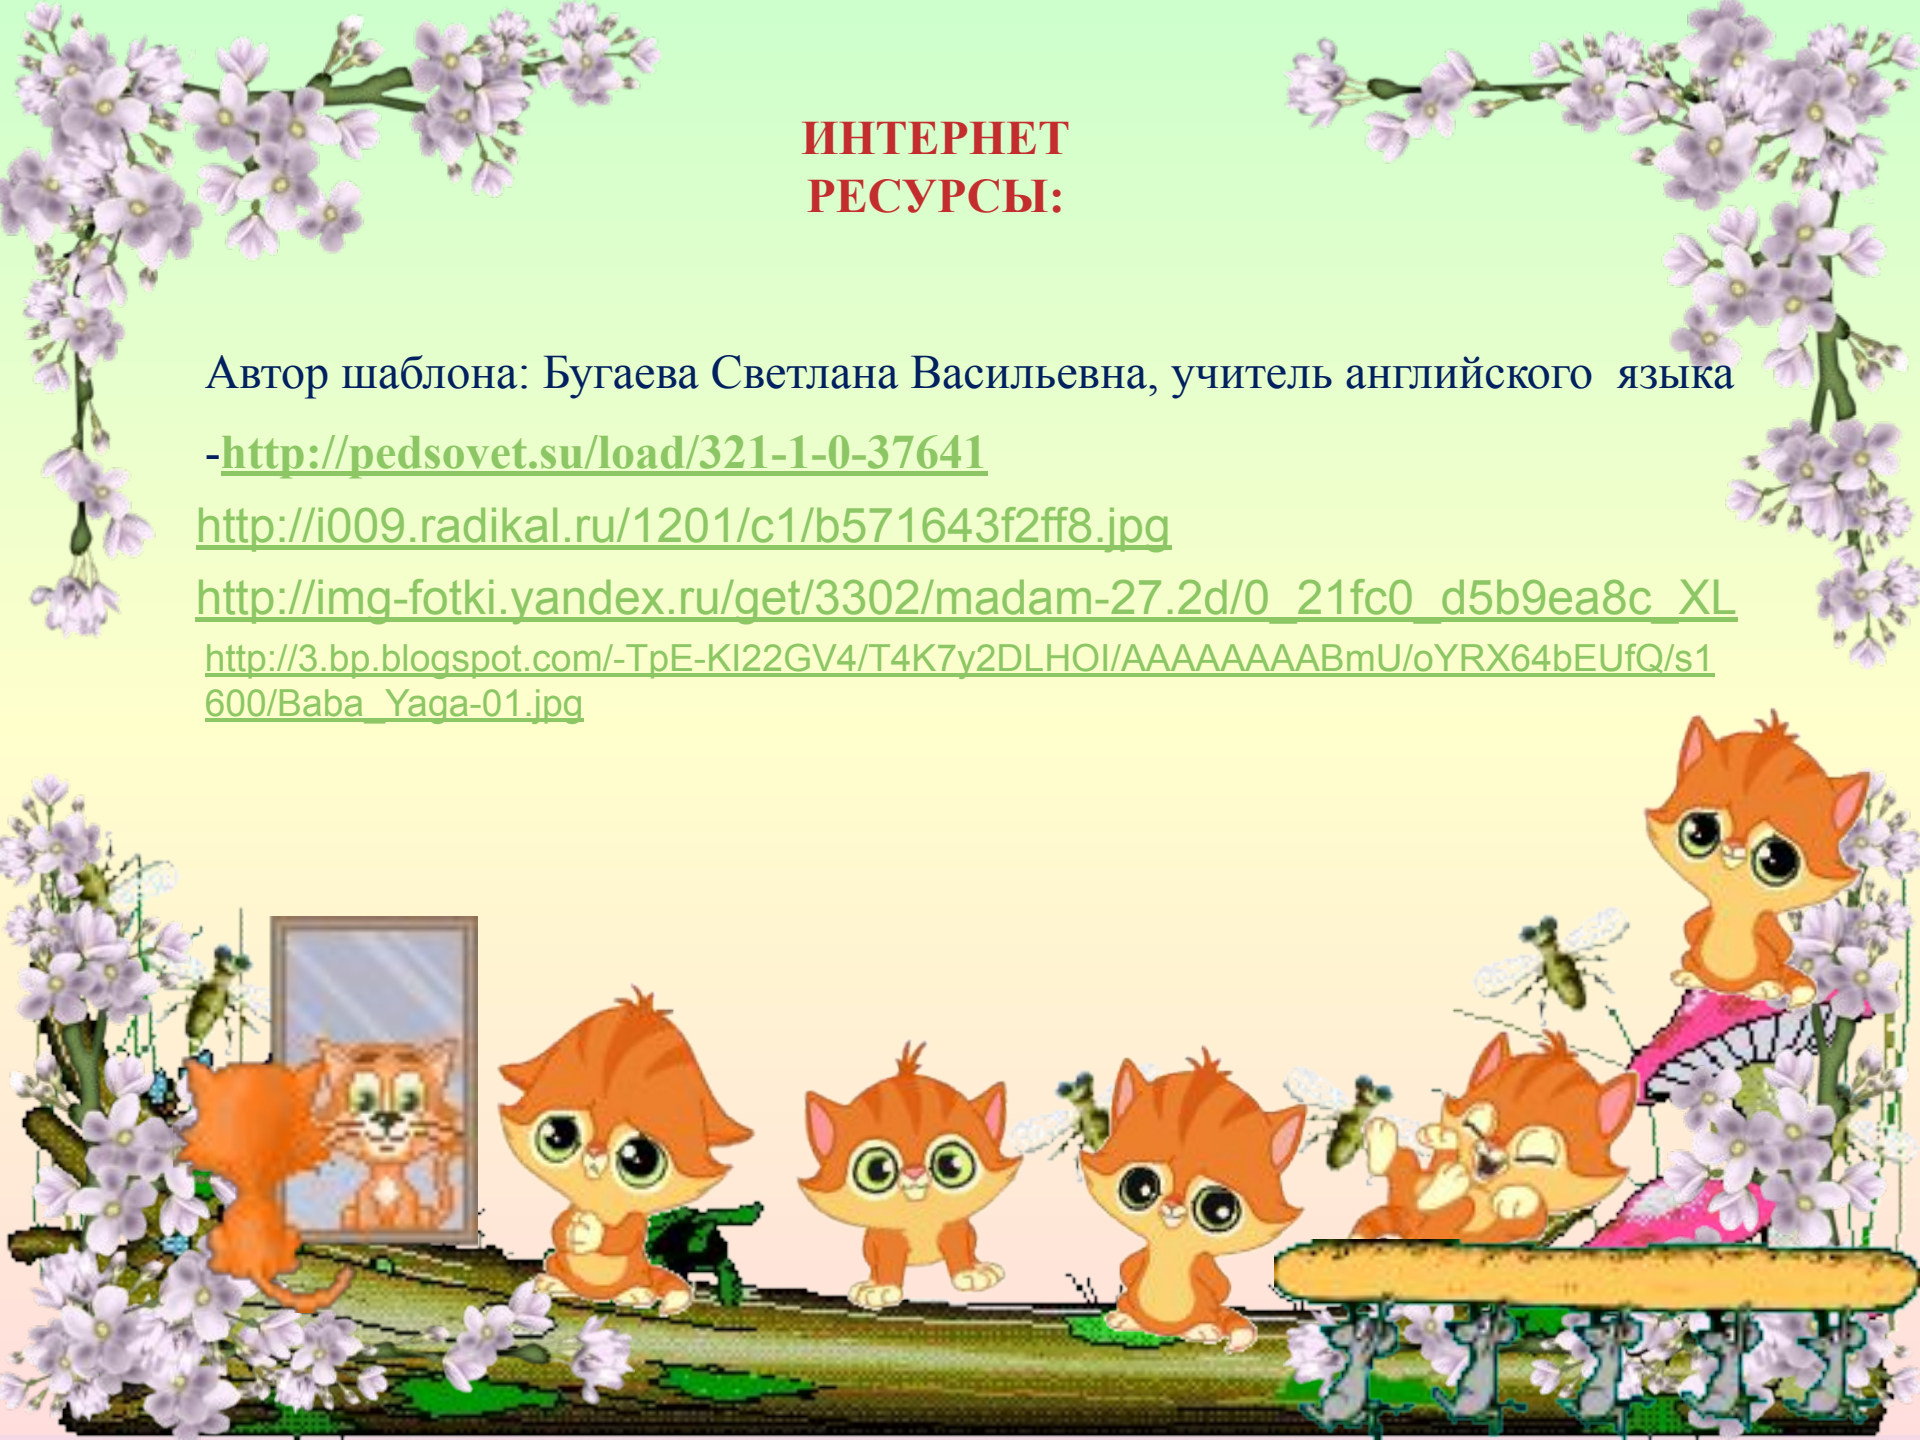 ИНТЕРНЕТ
РЕСУРСЫ:
Автор шаблона: Бугаева Светлана Васильевна, учитель английского языка
-http://pedsovet.su/load/321-1-0-37641
http://i009.radikal.ru/1201/c1/b571643f2ff8.jpg
http://img-fotki.yandex.ru/get/3302/madam-27.2d/0_21fc0_d5b9ea8c_XL
http://3.bp.blogspot.com/-TpE-KI22GV4/T4K7y2DLHOI/AAAAAAAABmU/oYRX64bEUfQ/s1
600/Baba_Yaga-01.jpg